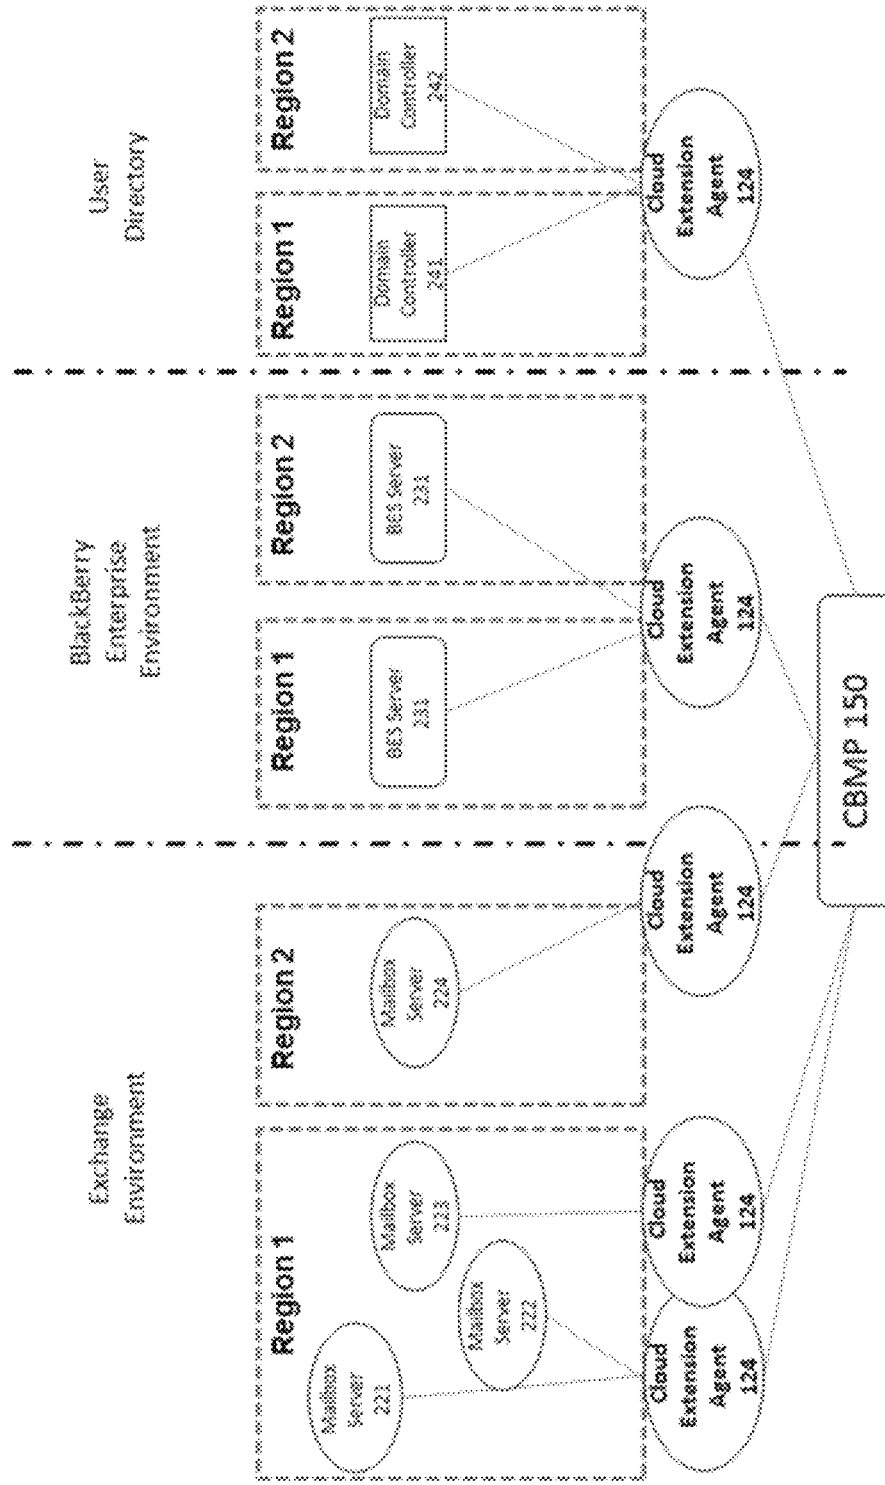 Exchange
Environment
BlackBerry
Enterprise
Environment
User
Directory
Region 1
Mailbox
Server
221
Mailbox
Server
222
Mailbox
Server
223
Region 2
Mailbox
Server
224
Region 1
BES Server
231
Region 2
BES Server
231
Region 1
Domain
Controller
241
Region 2
Domain
Controller
242
Cloud
Extension
Agent
124
Cloud
Extension
Agent
124
Cloud
Extension
Agent
124
Cloud
Extension
Agent
124
Cloud
Extension
Agent
124
CBMP 150